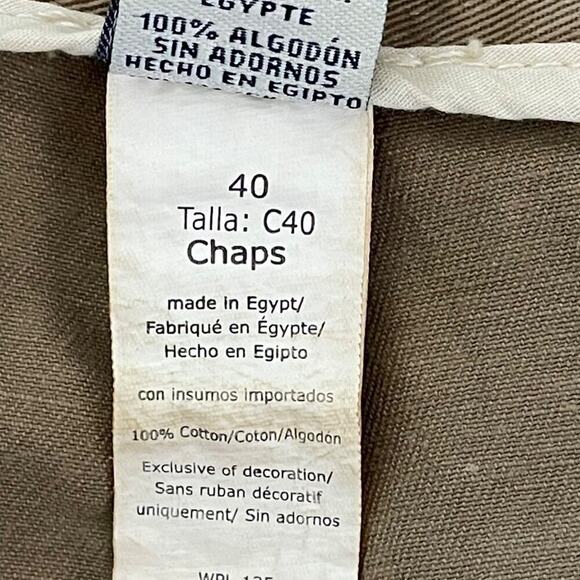 EGYPTE
100% ALGODÓN
SIN ADORNOS
HECHO EN EGIPTO
40
Talla: C40
Chaps
made in Egypt/
Fabriqué en Égypte/
Hecho en Egipto
con insumos importados
100% Cotton/Coton/Algodón
Exclusive of decoration/
Sans ruban décoratif
uniquement/ Sin adornos